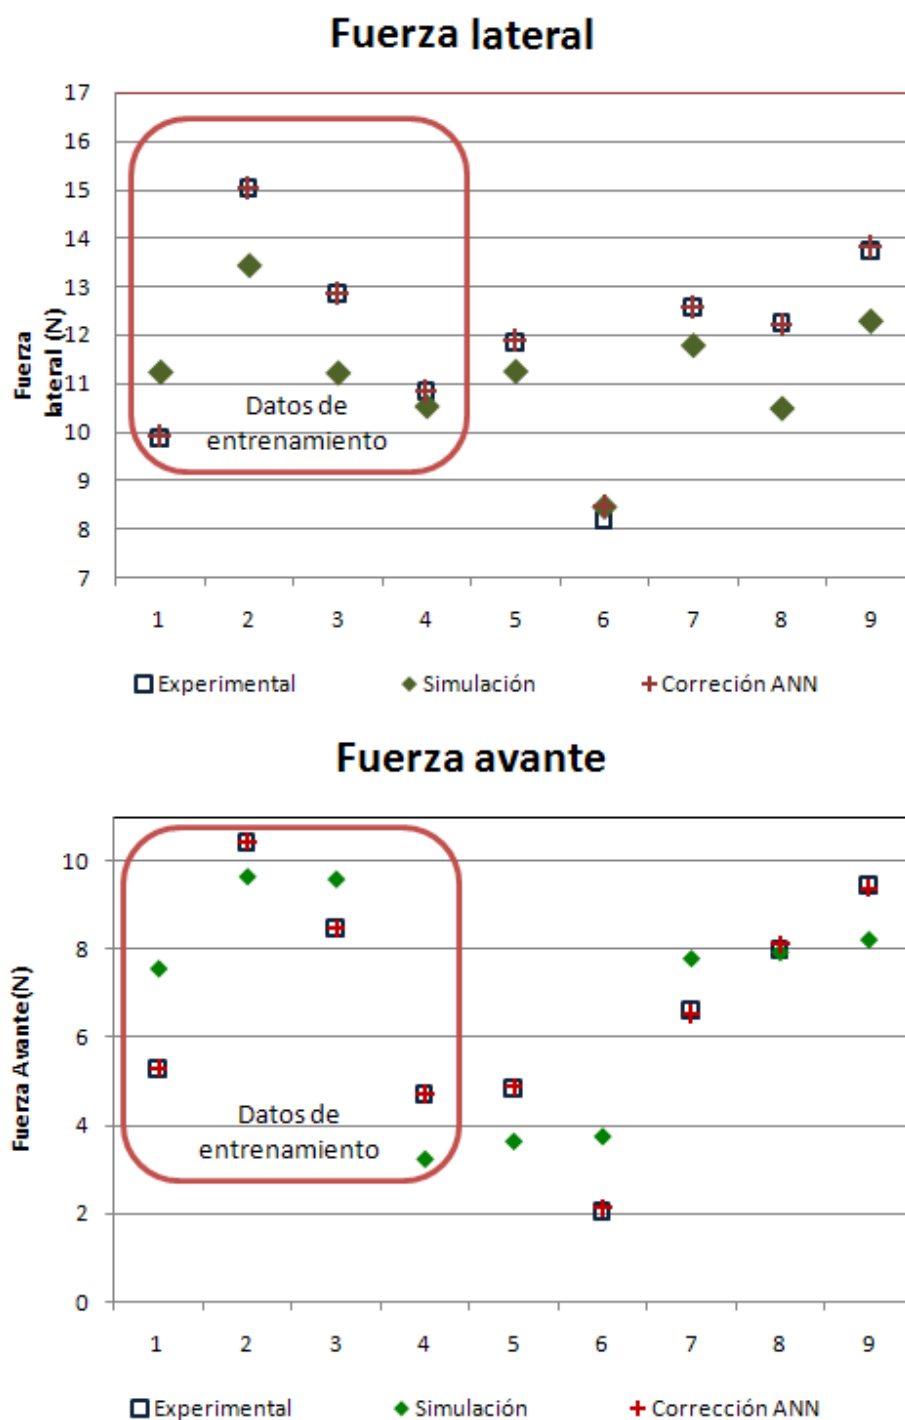 Fuerza lateral
17
16
15
14
13
12
11
10
9
8
7
Fuerza
lateral (N)
Datos de
entrenamiento
1 2 3 4 5 6 7 8 9
Experimental Simulación Correción ANN
Fuerza avante
10
8
6
4
2
0
Fuerza Avante(N)
Datos de
entrenamiento
1 2 3 4 5 6 7 8 9
Experimental Simulación Corrección ANN